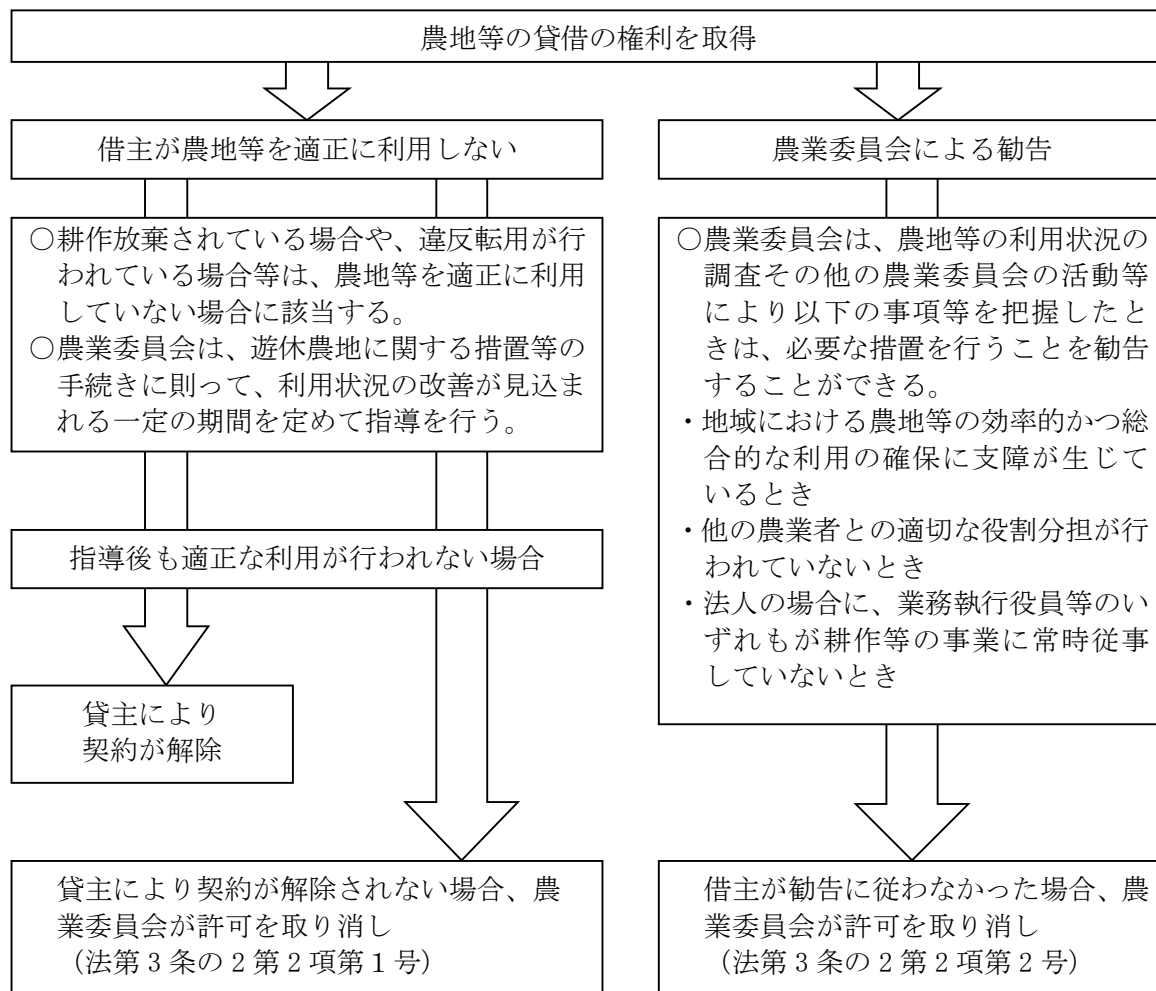 農地等の貸借の権利を取得
借主が農地等を適正に利用しない
○耕作放棄されている場合や、違反転用が行
われている場合等は、農地等を適正に利用
していない場合に該当する。
○農業委員会は、遊休農地に関する措置等の
手続きに則って、利用状況の改善が見込ま
れる一定の期間を定めて指導を行う。
指導後も適正な利用が行われない場合
貸主により
契約が解除
貸主により契約が解除されない場合、農
業委員会が許可を取り消し
(法第3条の2第2項第1号)
農業委員会による勧告
○農業委員会は、農地等の利用状況の
調査その他の農業委員会の活動等
により以下の事項等を把握したと
きは、必要な措置を行うことを勧告
することができる。
・地域における農地等の効率的かつ総
合的な利用の確保に支障が生じて
いるとき
・他の農業者との適切な役割分担が行
われていないとき
・法人の場合に、業務執行役員等のい
ずれもが耕作等の事業に常時従事
していないとき
借主が勧告に従わなかった場合、農
業委員会が許可を取り消し
(法第3条の2第2項第2号)